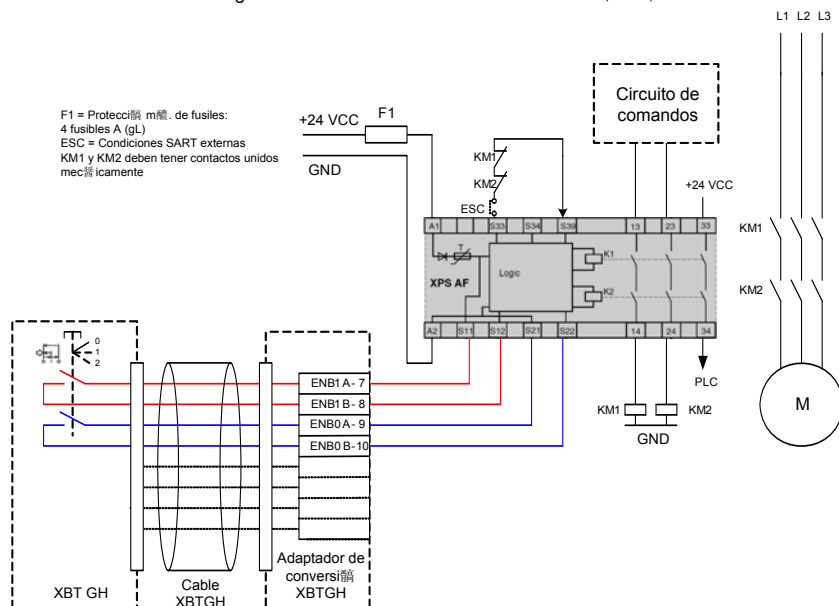 L1 L2 L3
Circuito de
comandos
F1 = Protecci髇 m醲. de fusiles:
4 fusibles A (gL)
ESC = Condiciones SART externas
KM1 y KM2 deben tener contactos unidos
mec醤icamente
+24 VCC
F1
GND
KM1
KM2
ESC
+24 VCC
A1
S33
S34
S39
13
23
33
KM1
T
K1
XPS AF
Logic
K2
KM2
A2
S11
S12
S21
S22
14
24
34
0
1
2
ENB1 A- 7
ENB1 B- 8
ENB0 A- 9
ENB0 B-10
PLC
KM1
KM2
GND
M
Adaptador de
conversi髇
XBTGH
XBT GH
Cable
XBTGH